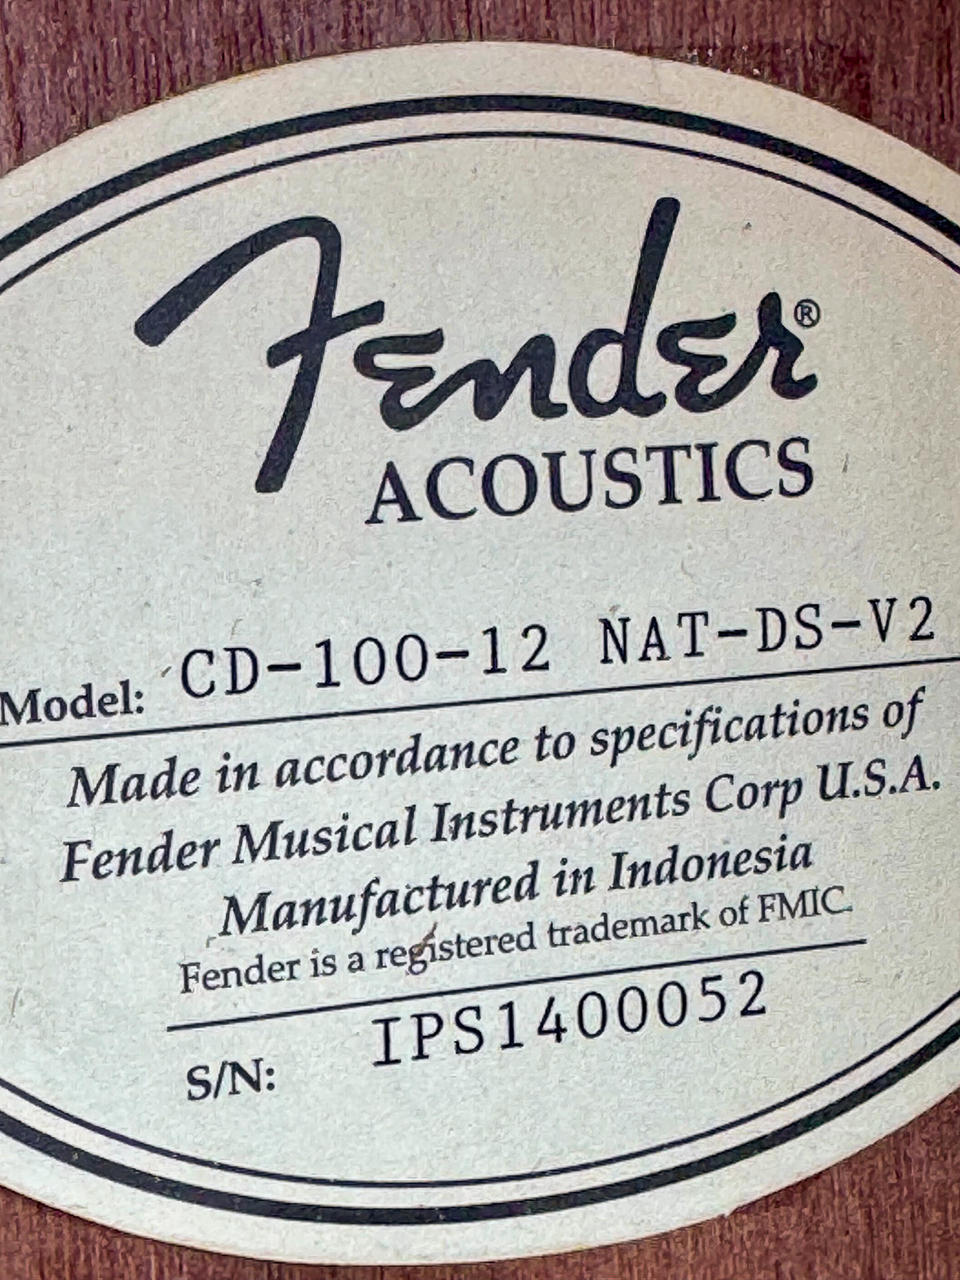 Fender®
ACOUSTICS
Model: CD-100-12 NAT-DS-V2
Made in accordance to specifications of
Fender Musical Instruments Corp U.S.A.
Manufactured in Indonesia
Fender is a registered trademark of FMIC.
S/N: IPS1400052